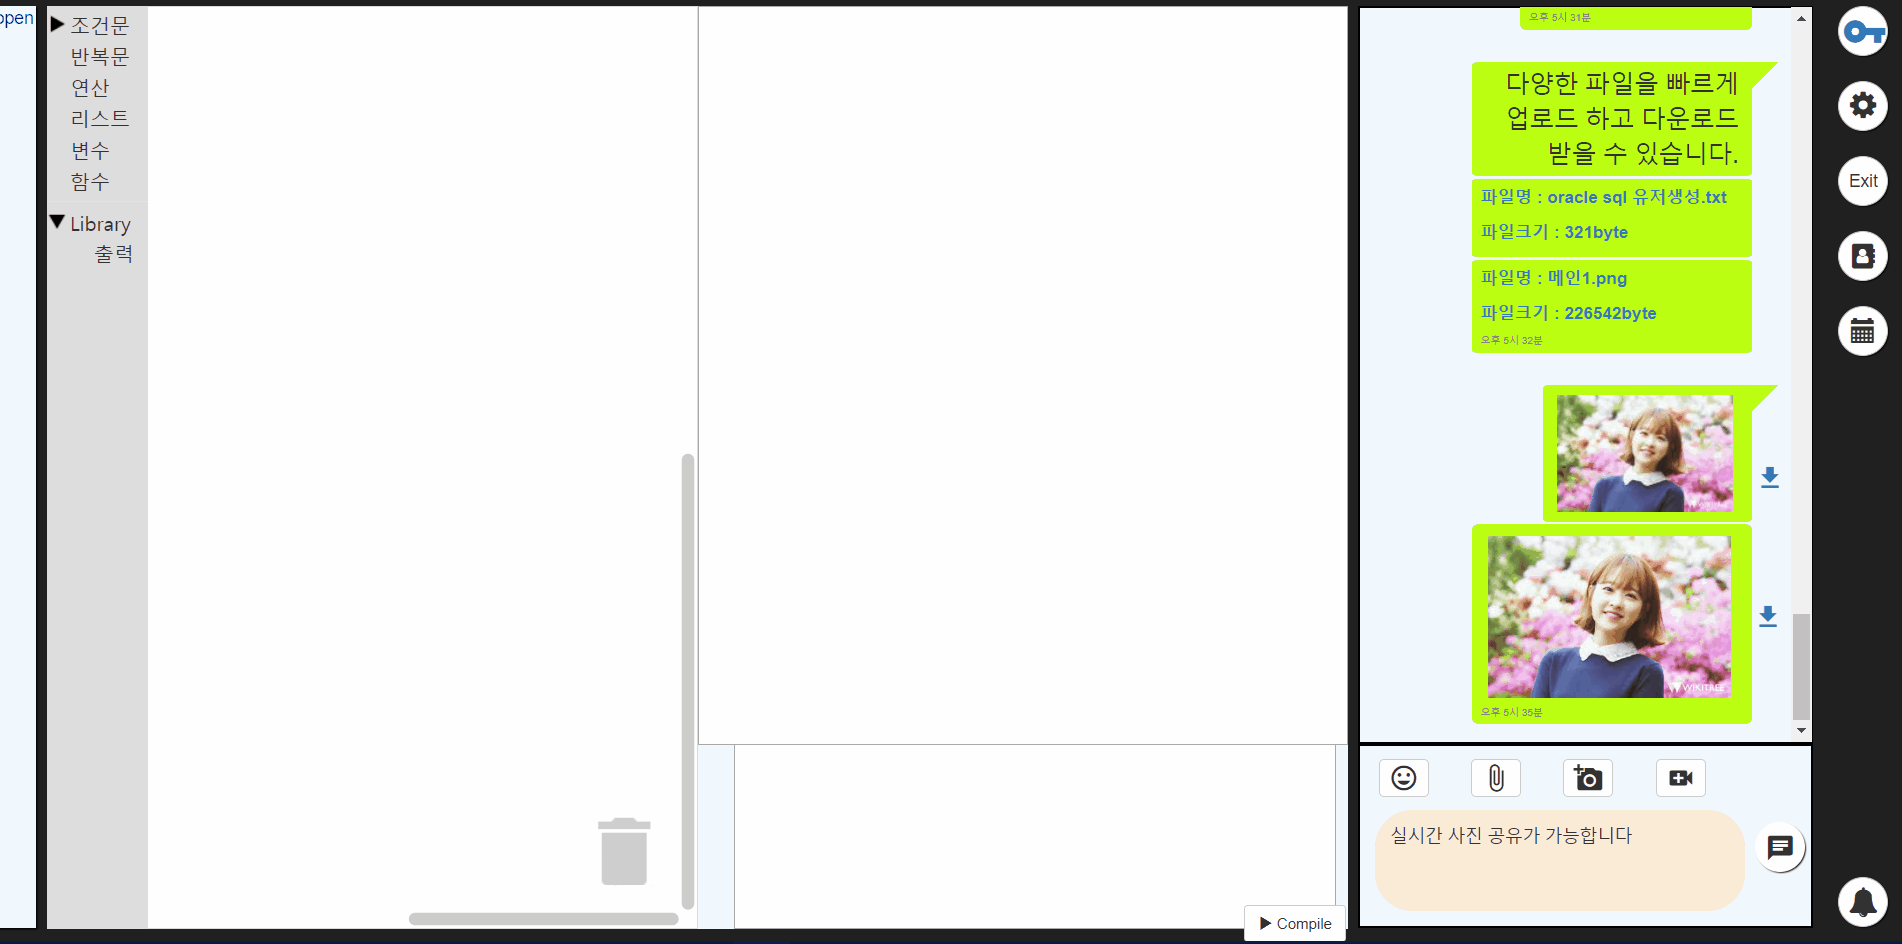 open
조건문
반복문
연산
리스트
변수
함수
Library
출력
Compile
오후 5시 31분
다양한 파일을 빠르게
업로드 하고 다운로드
받을 수 있습니다.
파일명 : oracle sql 유저생성.txt
파일크기 : 321byte
파일명 : 메인1.png
파일크기 : 226542byte
오후 5시 32분
WIKITREE
오후 5시 35분
실시간 사진 공유가 가능합니다
Exit